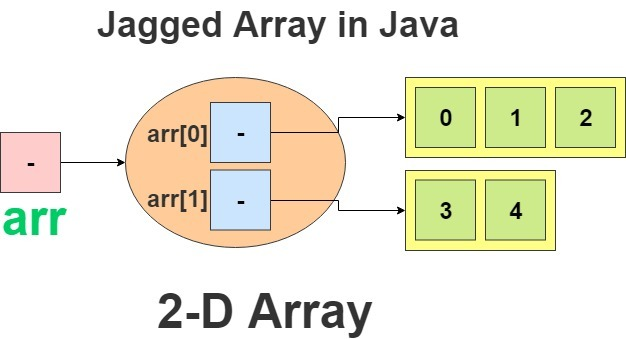 Jagged Array in Java
arr[0] - 0 1 2
- arr
arr[1] - 3 4
2-D Array